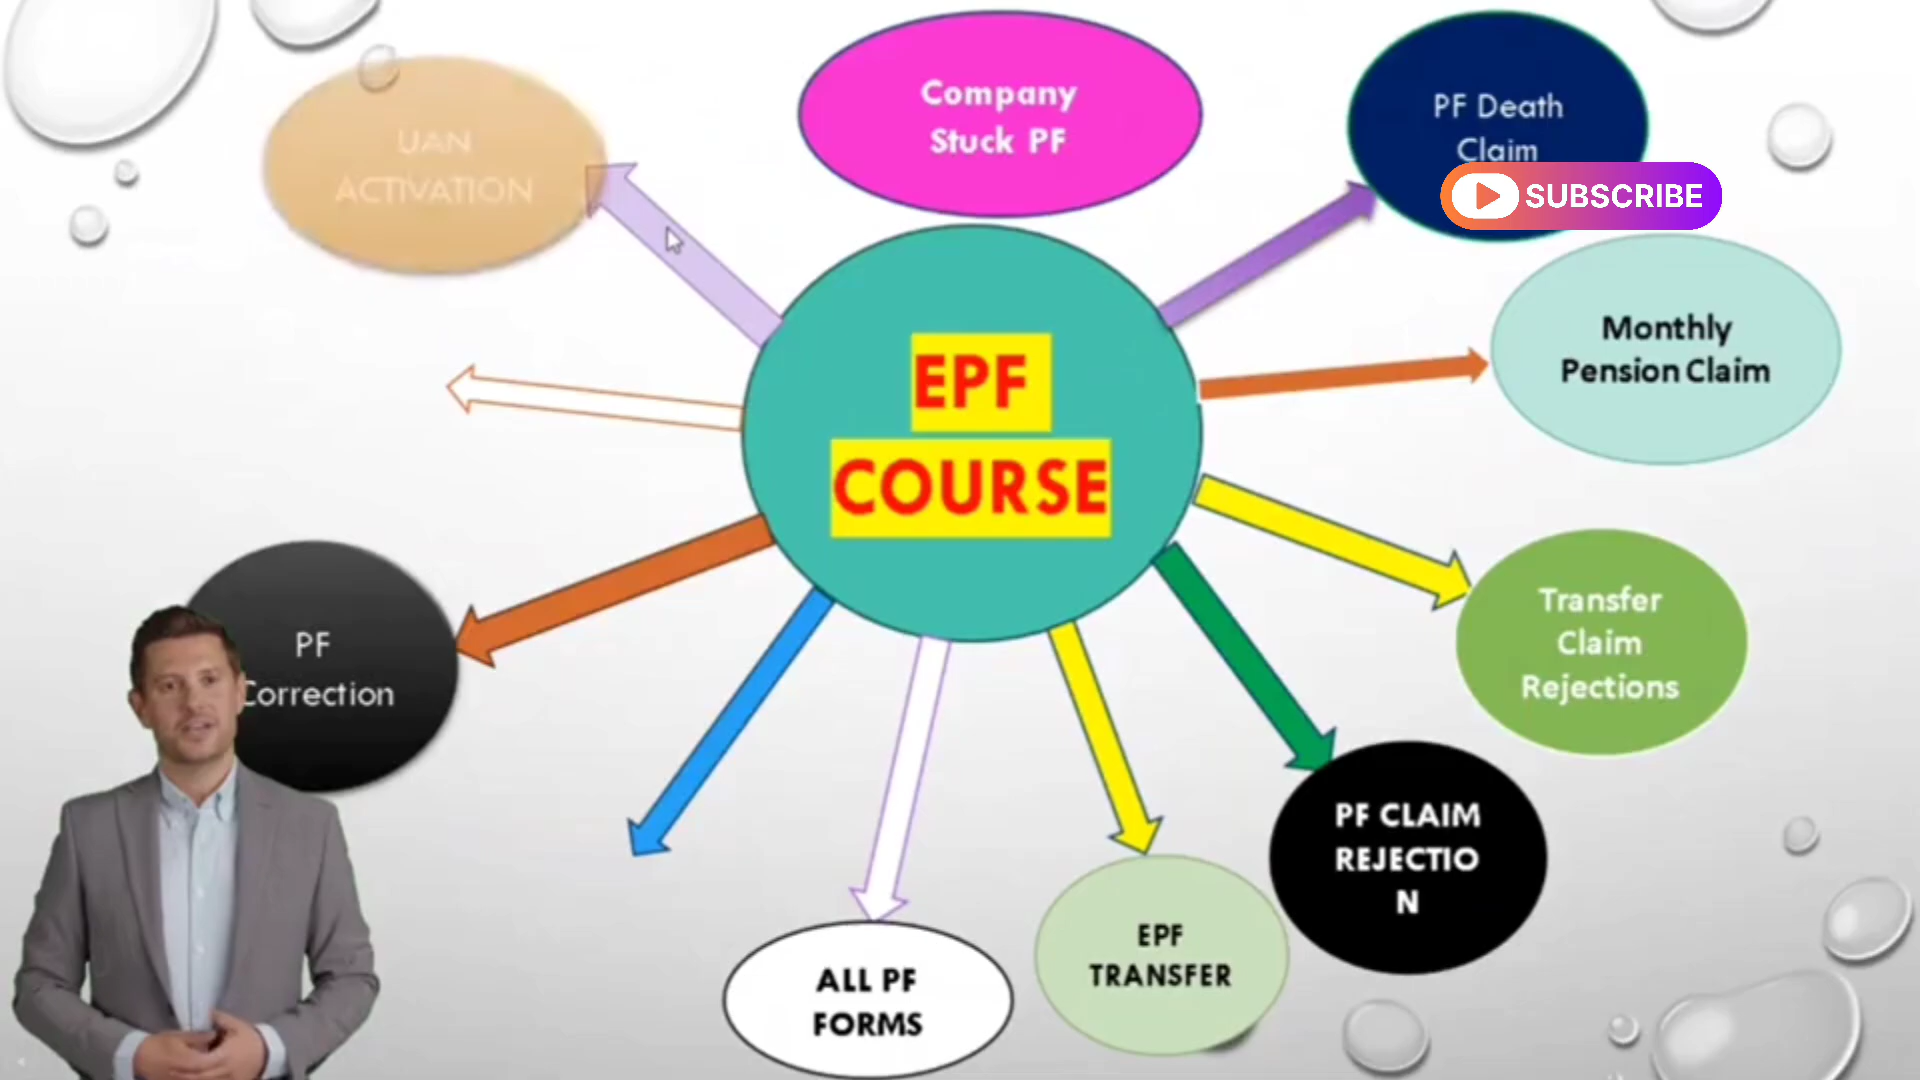 UAN
ACTIVATION
Company
Stuck PF
PF Death
Claim
SUBSCRIBE
Monthly
Pension Claim
EPF
COURSE
Transfer
Claim
Rejections
PF
Correction
PF CLAIM
REJECTIO
N
EPF
TRANSFER
ALL PF
FORMS